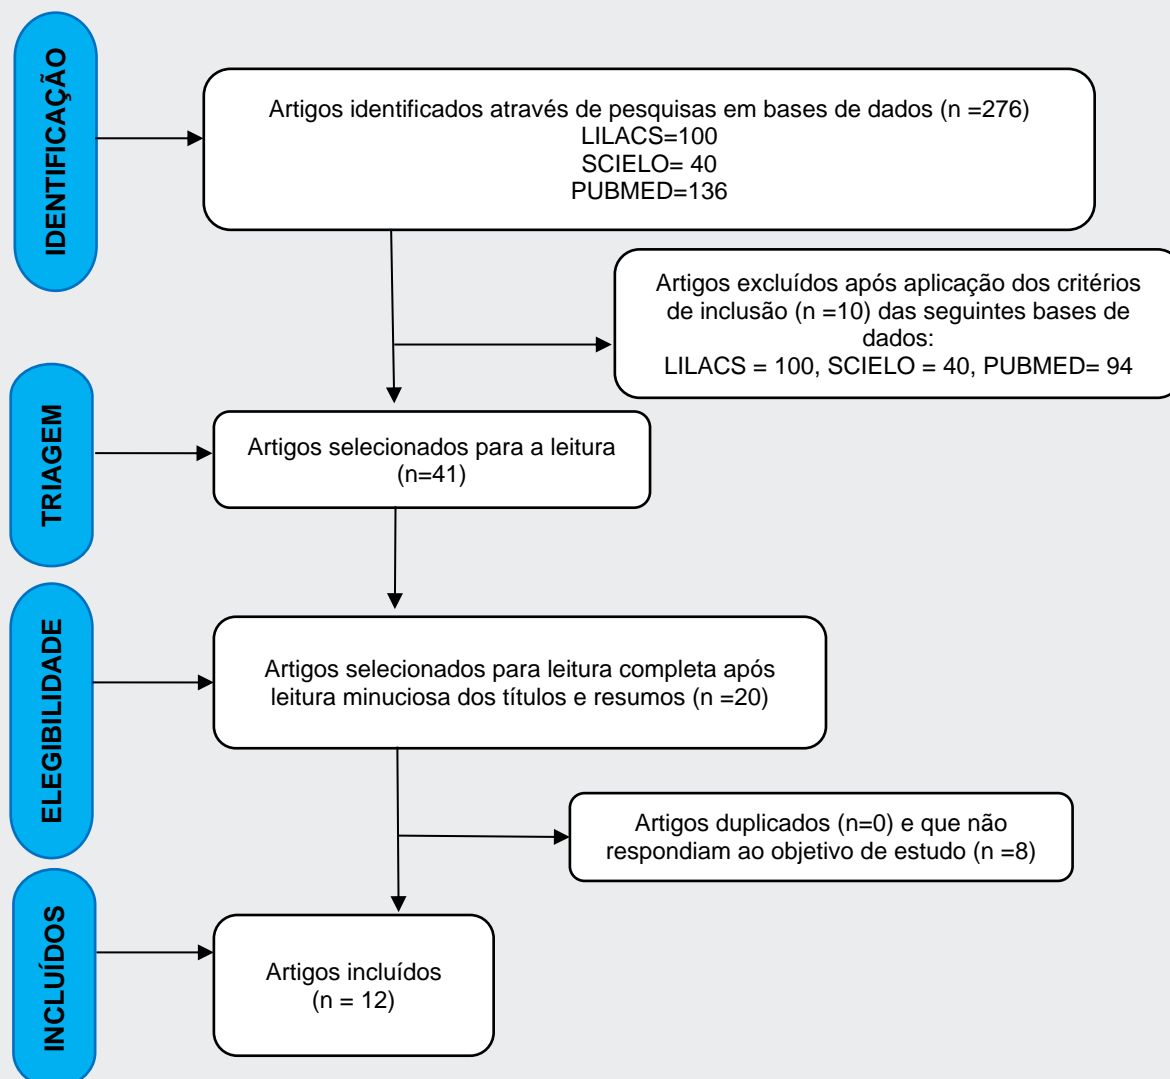 IDENTIFICAÇÃO
Artigos identificados através de pesquisas em bases de dados (n =276)
LILACS=100
SCIELO= 40
PUBMED=136
Artigos excluídos após aplicação dos critérios
de inclusão (n =10) das seguintes bases de
dados:
LILACS = 100, SCIELO = 40, PUBMED= 94
TRIAGEM
Artigos selecionados para a leitura
(n=41)
ELEGIBILIDADE
Artigos selecionados para leitura completa após
leitura minuciosa dos títulos e resumos (n =20)
Artigos duplicados (n=0) e que não
respondiam ao objetivo de estudo (n =8)
INCLUÍDOS
Artigos incluídos
(n = 12)